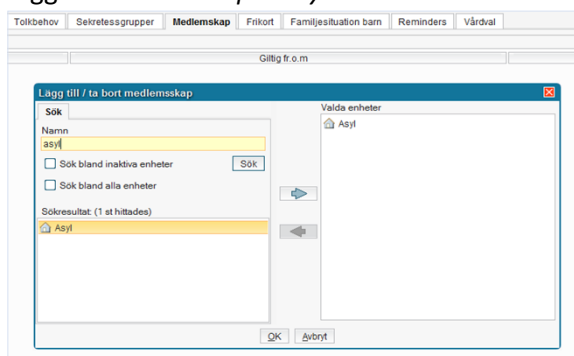 Tolkbehov Sekretessgrupper Medlemskap Frikort Familjesituation barn Reminders Vårdval
Giltig fr.o.m
Lägg till / ta bort medlemsskap
Sök
Valda enheter
Namn
asyl
Asyl
Sök bland inaktiva enheter
Sök
Sök bland alla enheter
Sökresultat: (1 st hittades)
Asyl
OK Avbryt